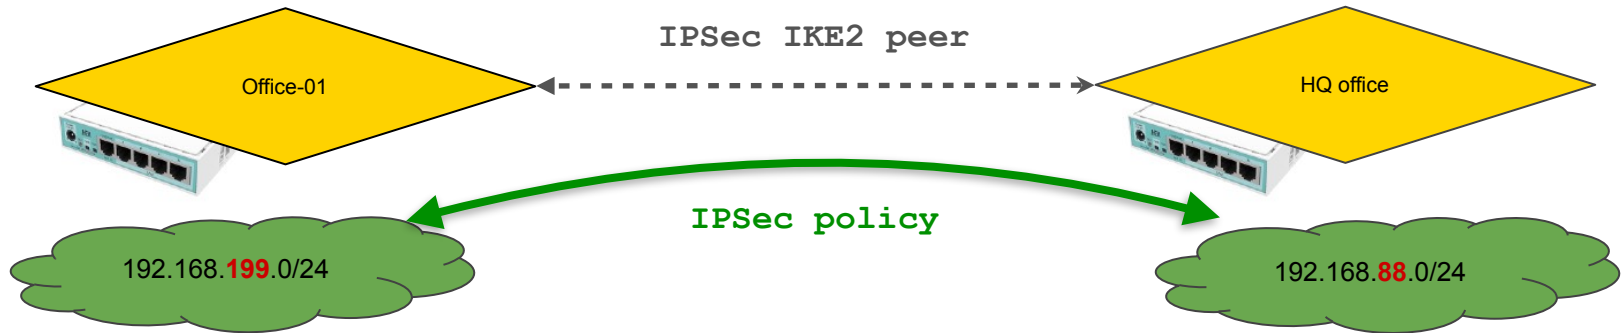 IPSec IKE2 peer
Office-01
HQ office
IPSec policy
192.168.199.0/24
192.168.88.0/24